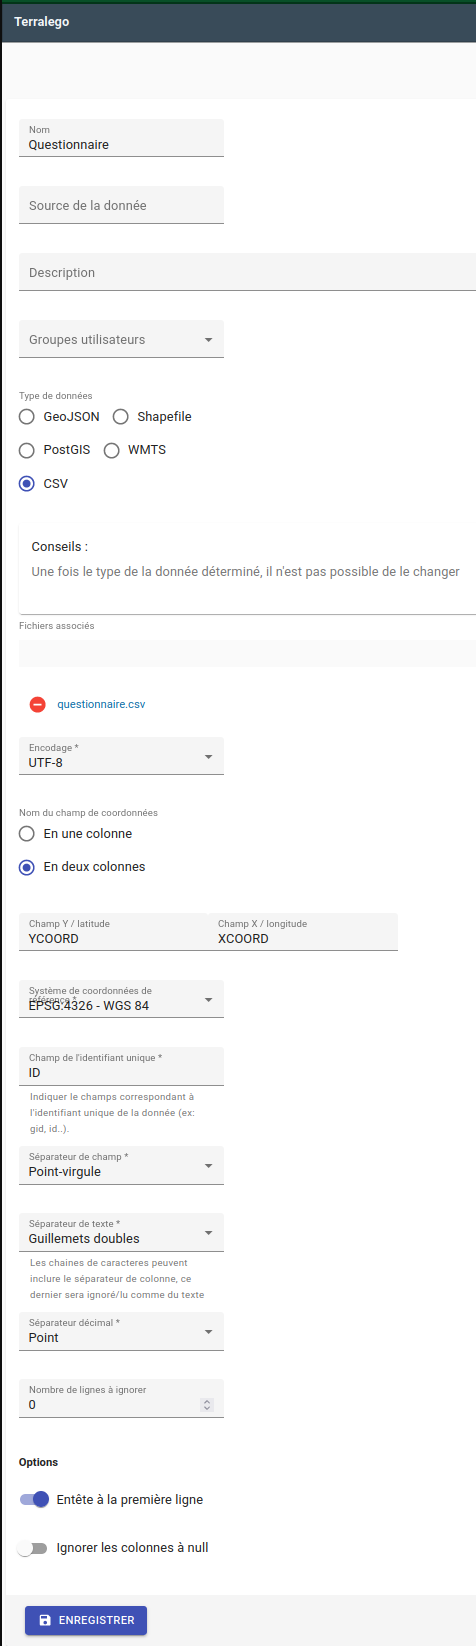 Terralego
Nom
Questionnaire
Source de la donnée
Description
Groupes utilisateurs
Type de données
GeoJSON Shapefile
PostGIS WMTS
CSV
Conseils :
Une fois le type de la donnée déterminé, il n'est pas possible de le changer
Fichiers associés
questionnaire.csv
Encodage *
UTF-8
Nom du champ de coordonnées
En une colonne
En deux colonnes
Champ Y / latitude Champ X / longitude
YCOORD XCOORD
Système de coordonnées de
référence *
EPSG:4326 - WGS 84
Champ de l'identifiant unique *
ID
Indiquer le champs correspondant à
l'identifiant unique de la donnée (ex:
gid, id..).
Séparateur de champ *
Point-virgule
Séparateur de texte *
Guillemets doubles
Les chaines de caracteres peuvent
inclure le séparateur de colonne, ce
dernier sera ignoré/lu comme du texte
Séparateur décimal *
Point
Nombre de lignes à ignorer
0
Options
Entête à la première ligne
Ignorer les colonnes à null
ENREGISTRER